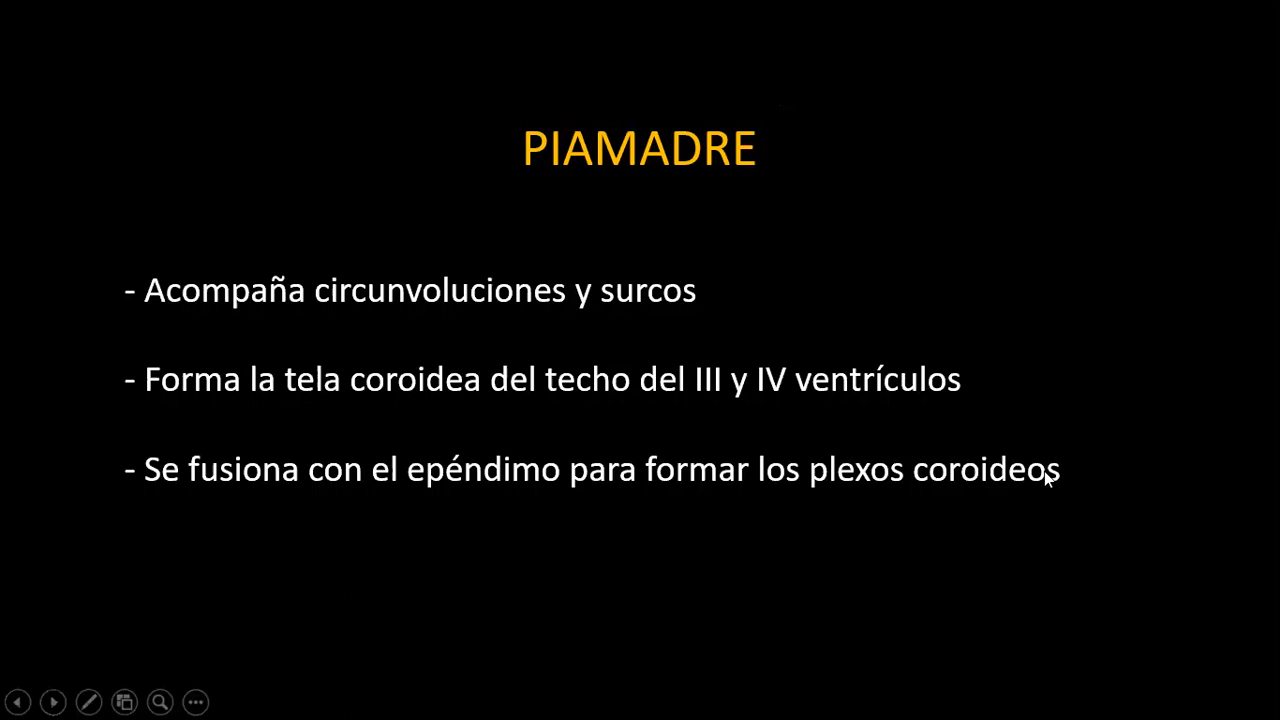 PIAMADRE
- Acompaña circunvoluciones y surcos
- Forma la tela coroidea del techo del III y IV ventrículos
- Se fusiona con el epéndimo para formar los plexos coroideos